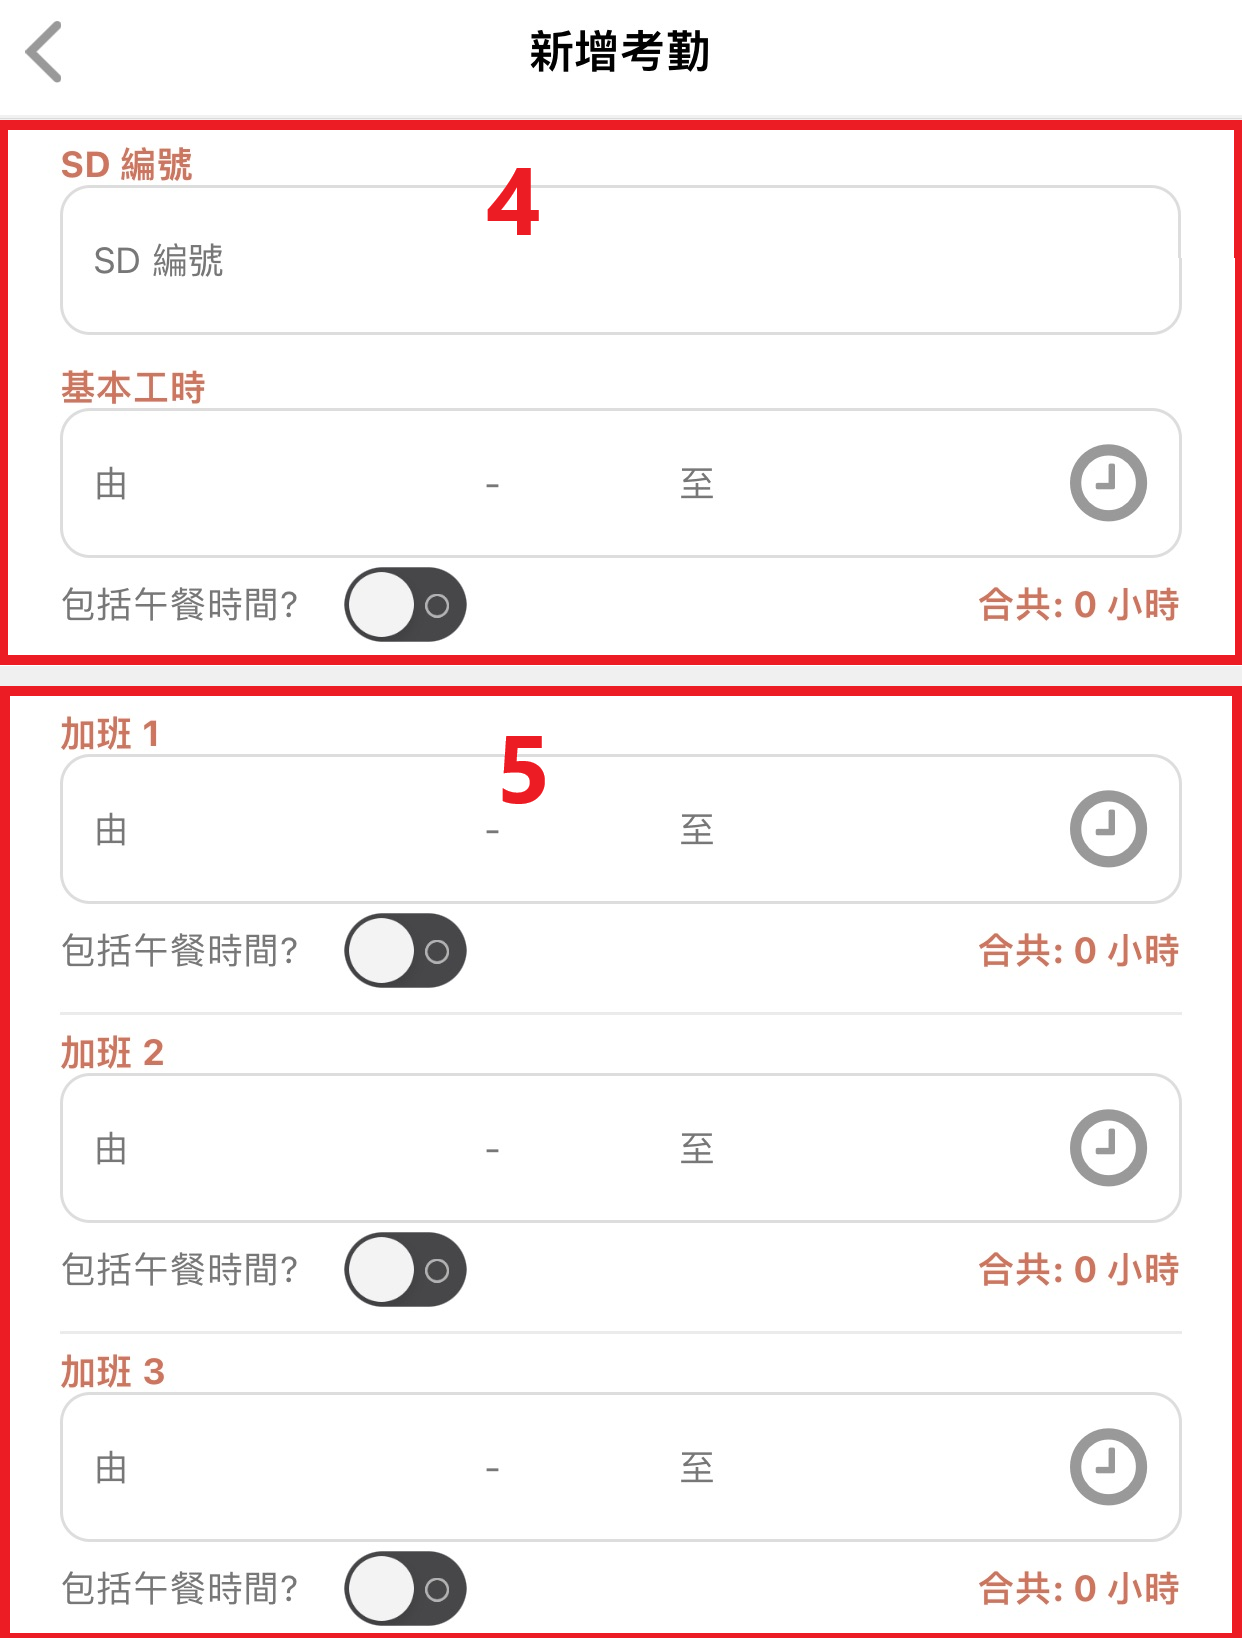 新增考勤
SD 編號
4
SD 編號
基本工時
由 - 至
包括午餐時間? 合共: 0 小時
加班 1
5
由 - 至
包括午餐時間? 合共: 0 小時
加班 2
由 - 至
包括午餐時間? 合共: 0 小時
加班 3
由 - 至
包括午餐時間? 合共: 0 小時